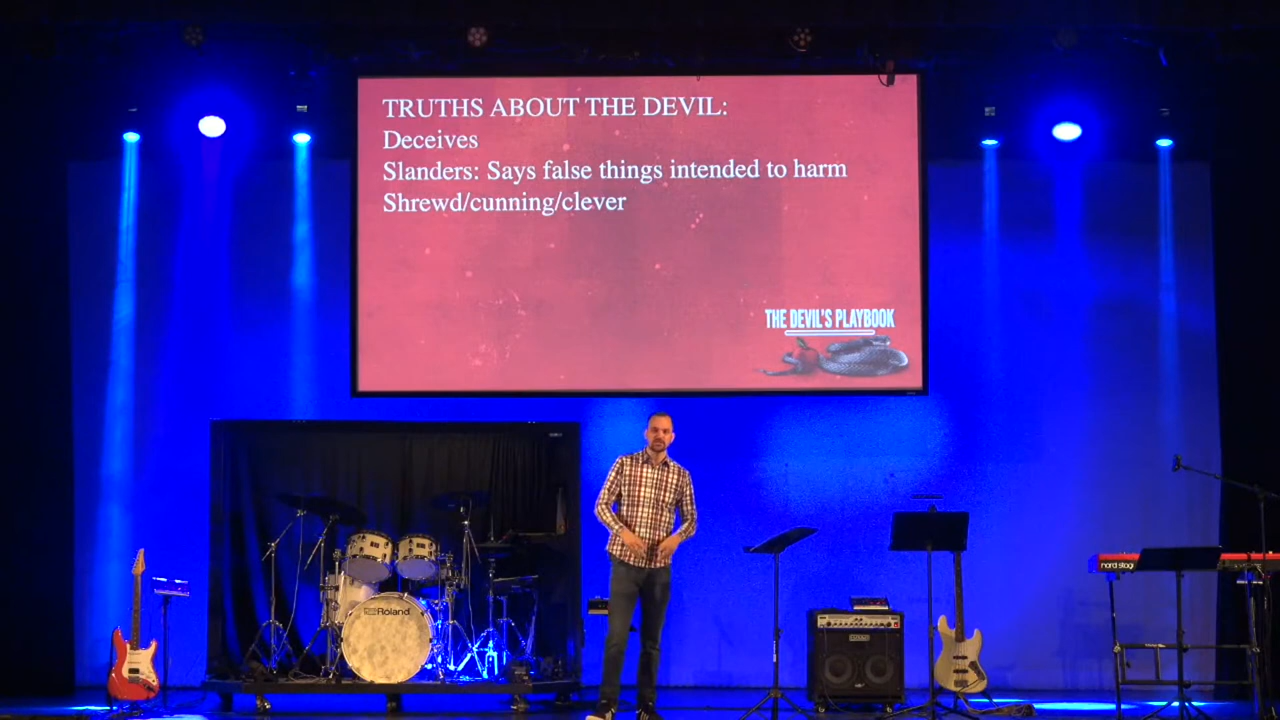 TRUTHS ABOUT THE DEVIL:
Deceives
Slanders: Says false things intended to harm
Shrewd/cunning/clever
THE DEVIL'S PLAYBOOK
Roland
nord stage